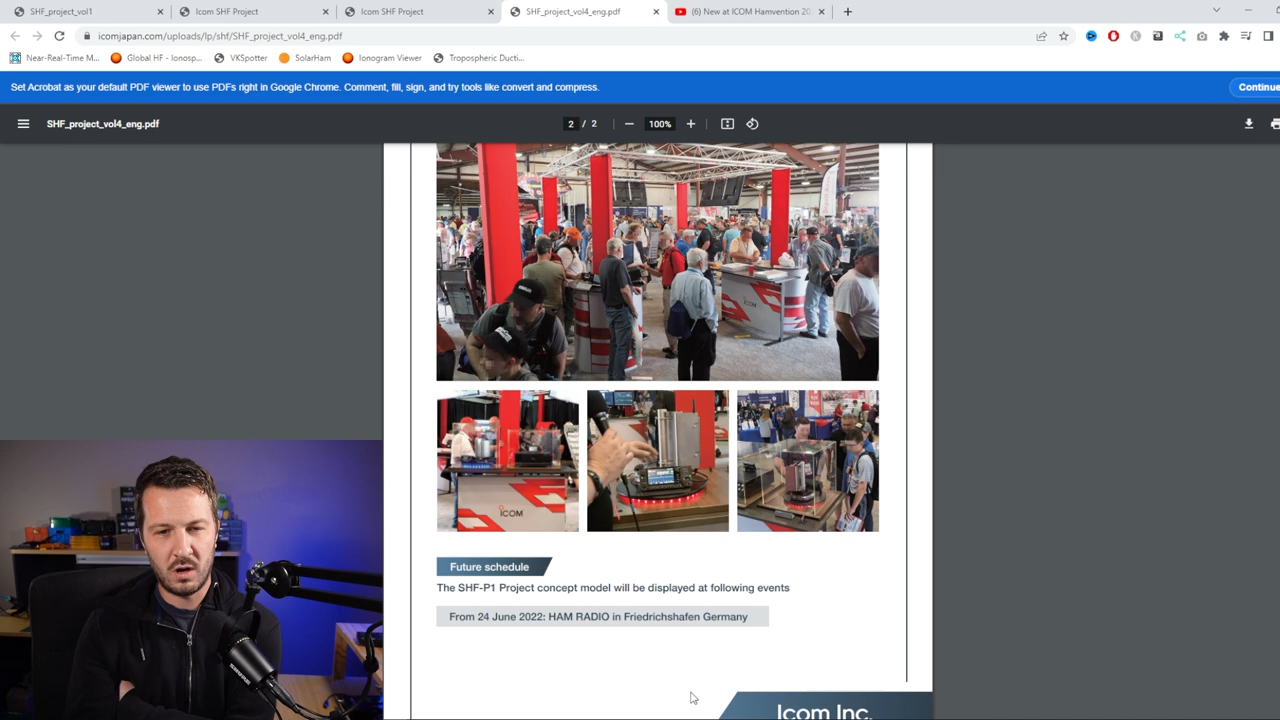 SHF_project_vol1
Icom SHF Project
Icom SHF Project
SHF_project_vol4_eng.pdf
(6) New at ICOM Hamvention 20
icomjapan.com/uploads/lp/shf/SHF_project_vol4_eng.pdf
Near-Real-Time M...
Global HF - Ionosp...
VKSpotter
SolarHam
Ionogram Viewer
Tropospheric Ducti...
Set Acrobat as your default PDF viewer to use PDFs right in Google Chrome. Comment, fill, sign, and try tools like convert and compress.
Continue
SHF_project_vol4_eng.pdf
2 / 2
100%
ICOM
Future schedule
The SHF-P1 Project concept model will be displayed at following events
From 24 June 2022: HAM RADIO in Friedrichshafen Germany
Icom Inc.